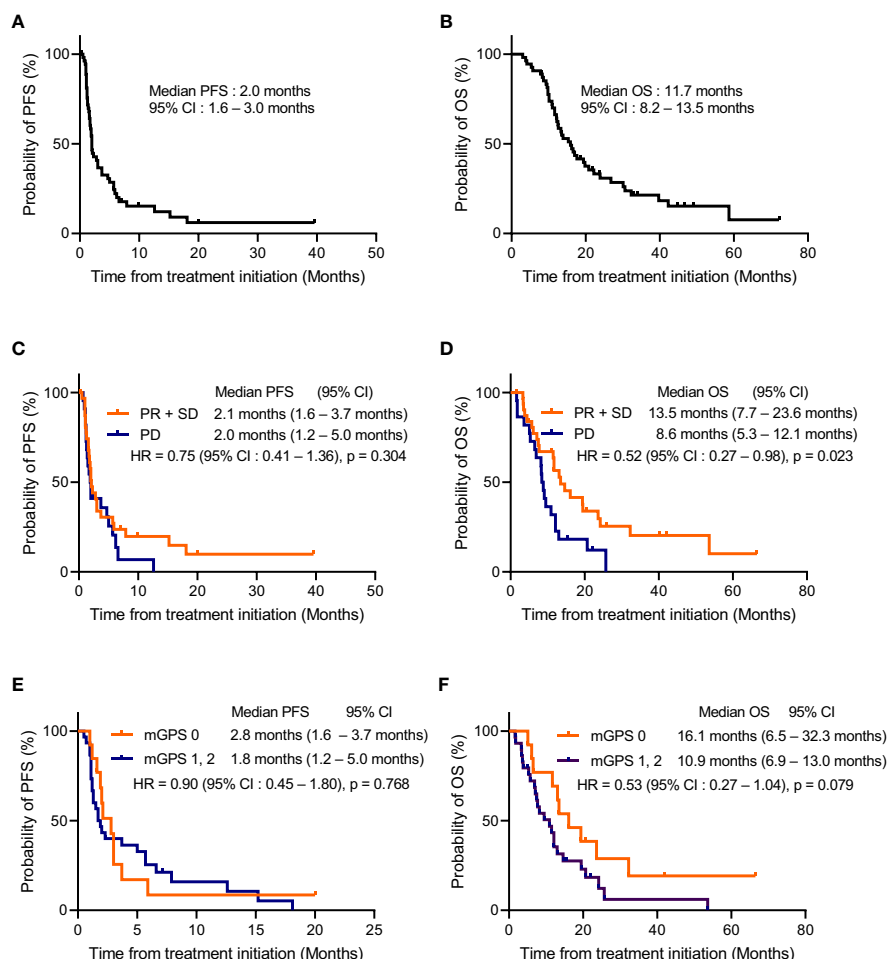 A
Probability of PFS (%)
100
50
0
Median PFS : 2.0 months
95% CI : 1.6 – 3.0 months
0 10 20 30 40 50
Time from treatment initiation (Months)
B
Probability of OS (%)
100
50
0
Median OS : 11.7 months
95% CI : 8.2 – 13.5 months
0 20 40 60 80
Time from treatment initiation (Months)
C
Probability of PFS (%)
100
50
0
Median PFS (95% CI)
PR + SD 2.1 months (1.6 – 3.7 months)
PD 2.0 months (1.2 – 5.0 months)
HR = 0.75 (95% CI : 0.41 – 1.36), p = 0.304
0 10 20 30 40 50
Time from treatment initiation (Months)
D
Probability of OS (%)
100
50
0
Median OS (95% CI)
PR + SD 13.5 months (7.7 – 23.6 months)
PD 8.6 months (5.3 – 12.1 months)
HR = 0.52 (95% CI : 0.27 – 0.98), p = 0.023
0 20 40 60 80
Time from treatment initiation (Months)
E
Probability of PFS (%)
100
50
0
Median PFS 95% CI
mGPS 0 2.8 months (1.6 – 3.7 months)
mGPS 1, 2 1.8 months (1.2 – 5.0 months)
HR = 0.90 (95% CI : 0.45 – 1.80), p = 0.768
0 5 10 15 20 25
Time from treatment initiation (Months)
F
Probability of OS (%)
100
50
0
Median OS 95% CI
mGPS 0 16.1 months (6.5 – 32.3 months)
mGPS 1, 2 10.9 months (6.9 – 13.0 months)
HR = 0.53 (95% CI : 0.27 – 1.04), p = 0.079
0 20 40 60 80
Time from treatment initiation (Months)